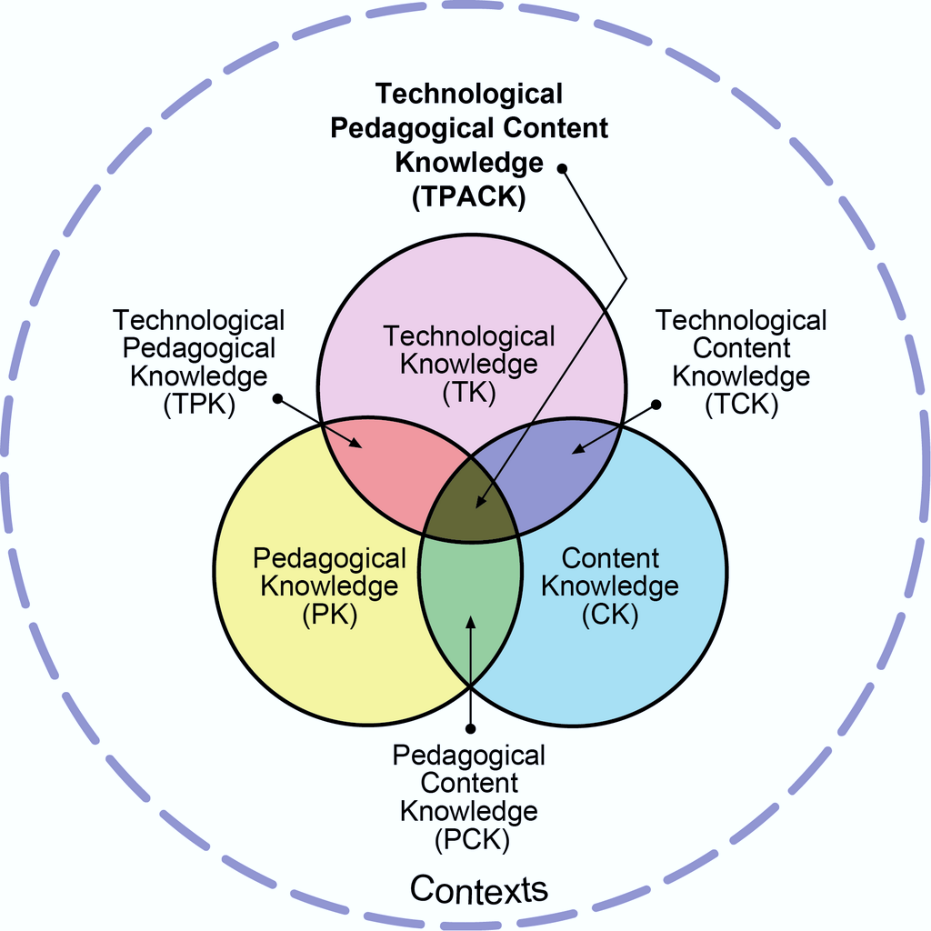 Technological
Pedagogical Content
Knowledge
(TPACK)
Technological
Pedagogical
Knowledge
(TPK)
Technological
Knowledge
(TK)
Technological
Content
Knowledge
(TCK)
Pedagogical
Knowledge
(PK)
Content
Knowledge
(CK)
Pedagogical
Content
Knowledge
(PCK)
Contexts